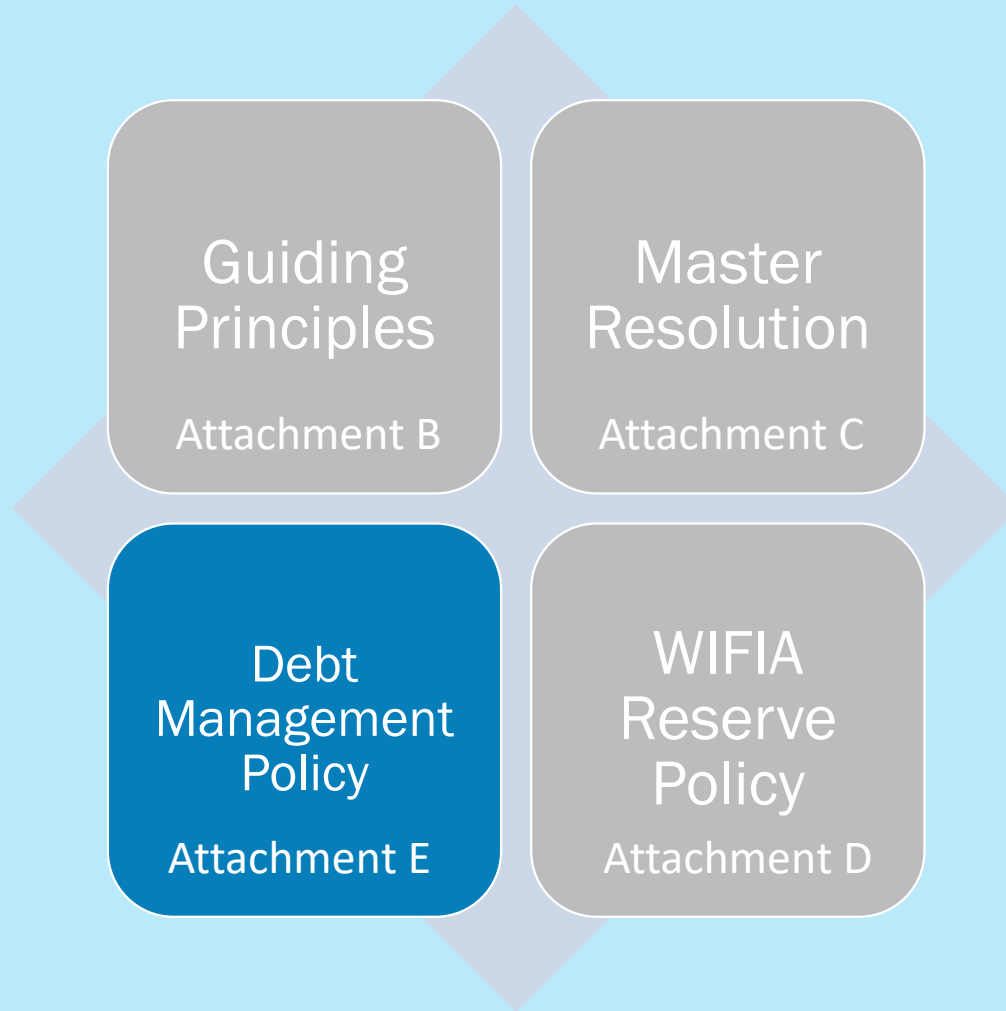 Guiding
Principles
Attachment B
Master
Resolution
Attachment C
Debt
Management
Policy
Attachment E
WIFIA
Reserve
Policy
Attachment D